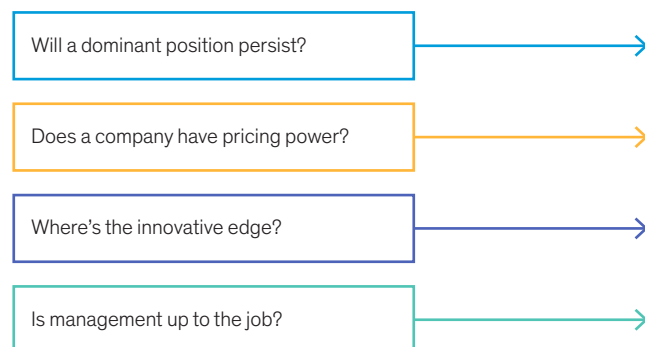 Will a dominant position persist?
Does a company have pricing power?
Where’s the innovative edge?
Is management up to the job?